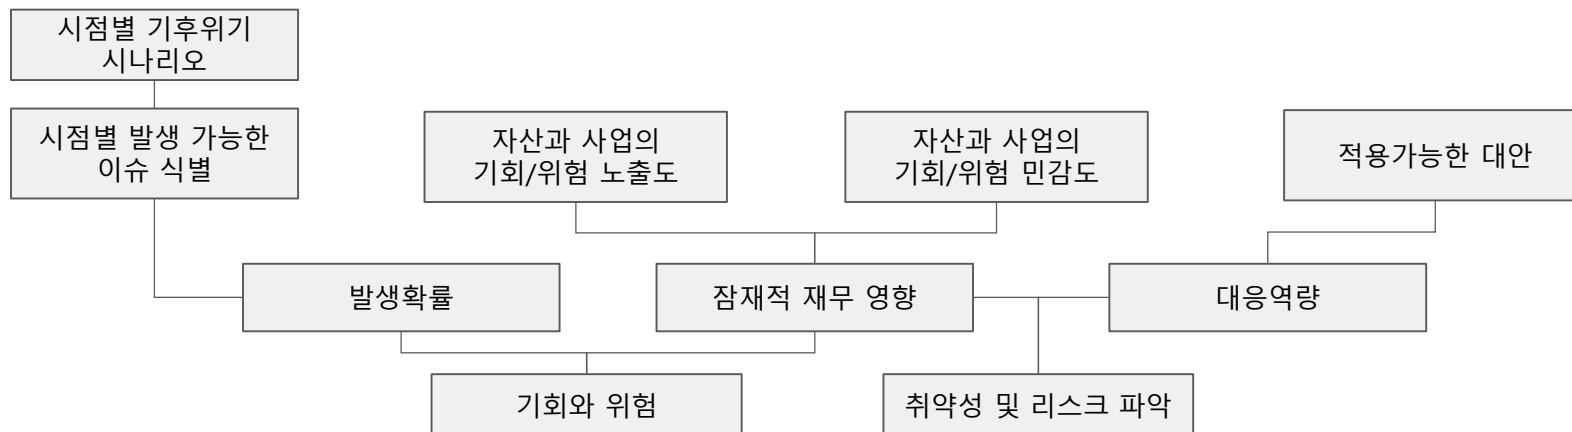 시점별 기후위기
시나리오
시점별 발생 가능한
이슈 식별
자산과 사업의
기회/위험 노출도
자산과 사업의
기회/위험 민감도
적용가능한 대안
발생확률
잠재적 재무 영향
대응역량
기회와 위험
취약성 및 리스크 파악